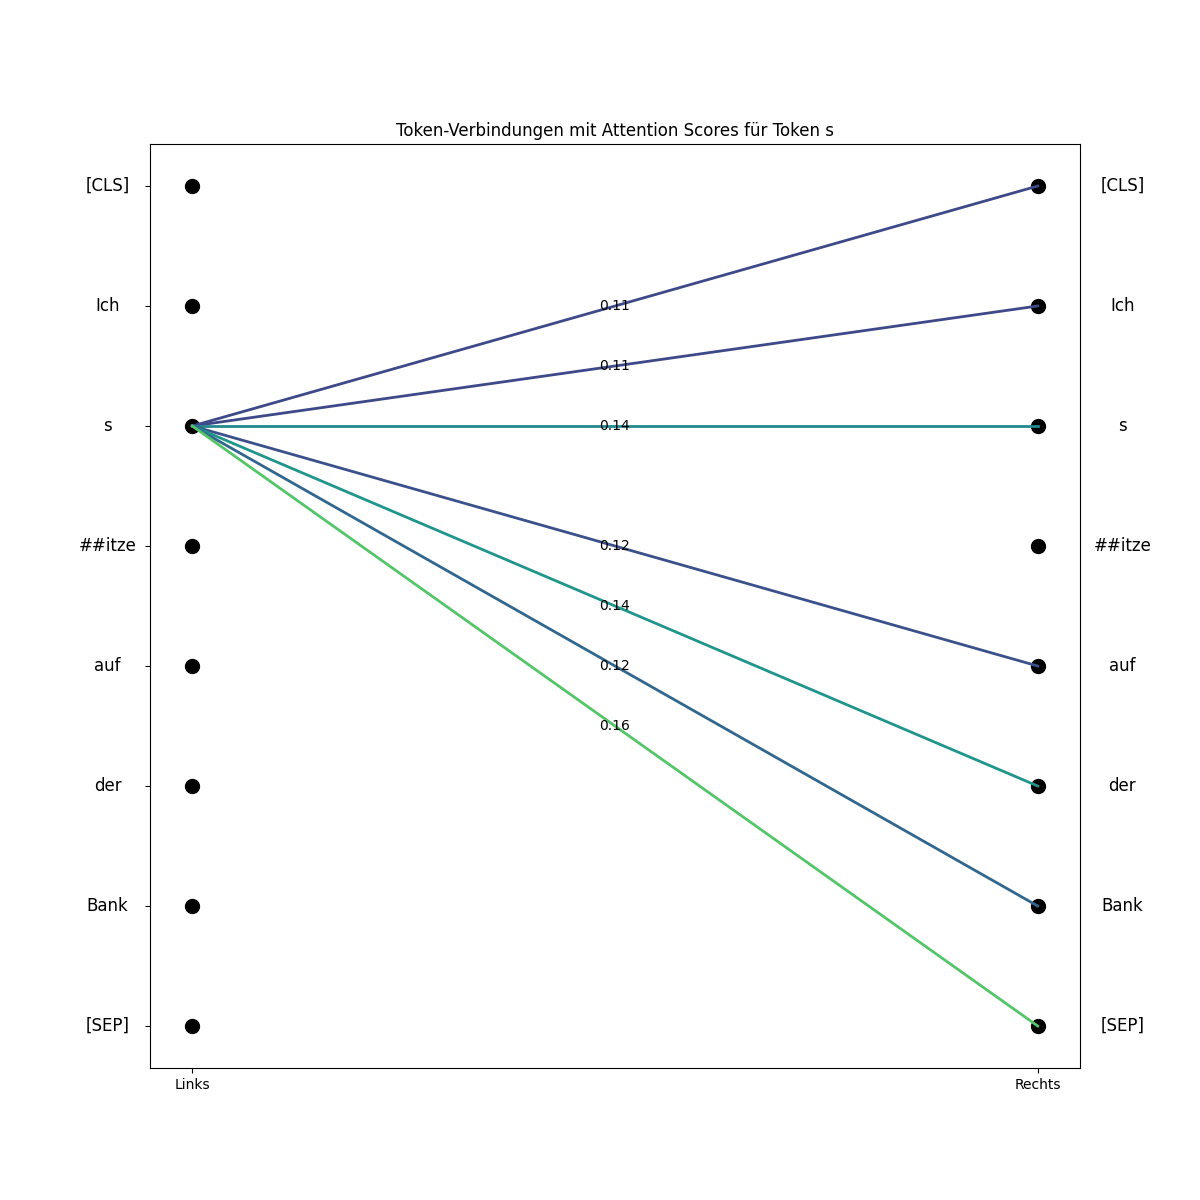 Token-Verbindungen mit Attention Scores für Token s
[CLS] [CLS]
Ich 0.11 Ich
0.11
s 0.14 s
##itze 0.12 ##itze
0.14
auf 0.12 auf
0.16
der der
Bank Bank
[SEP] [SEP]
Links Rechts